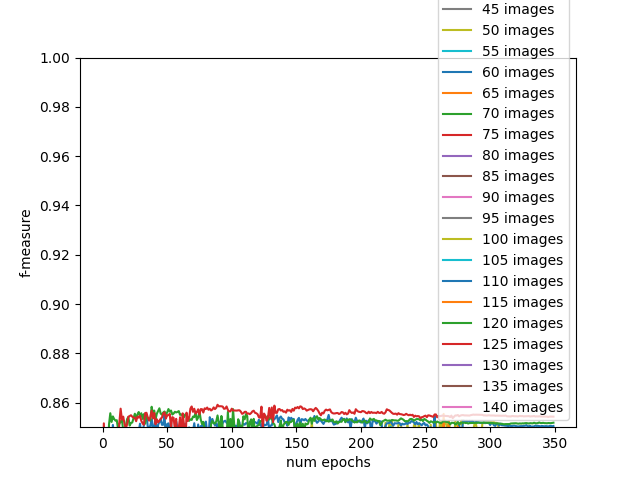 45 images
50 images
55 images
60 images
65 images
70 images
75 images
80 images
85 images
90 images
95 images
100 images
105 images
110 images
115 images
120 images
125 images
130 images
135 images
140 images
1.00
0.98
0.96
0.94
0.92
0.90
0.88
0.86
f-measure
0 50 100 150 200 250 300 350
num epochs